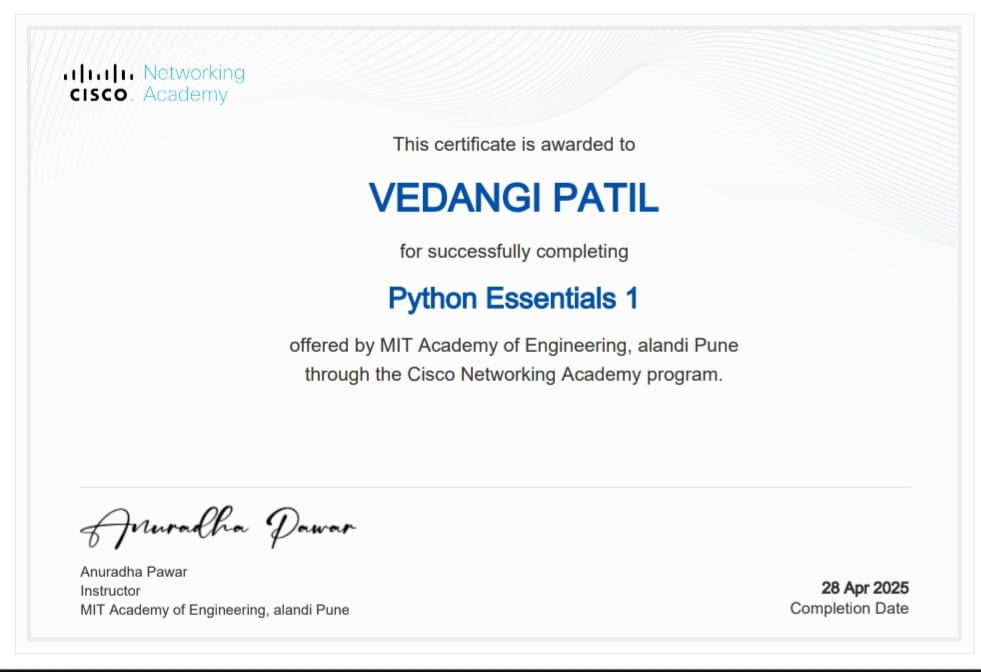 Networking
CISCO Academy
This certificate is awarded to
VEDANGI PATIL
for successfully completing
Python Essentials 1
offered by MIT Academy of Engineering, alandi Pune
through the Cisco Networking Academy program.
Anuradha Pawar
Anuradha Pawar
Instructor
MIT Academy of Engineering, alandi Pune
28 Apr 2025
Completion Date